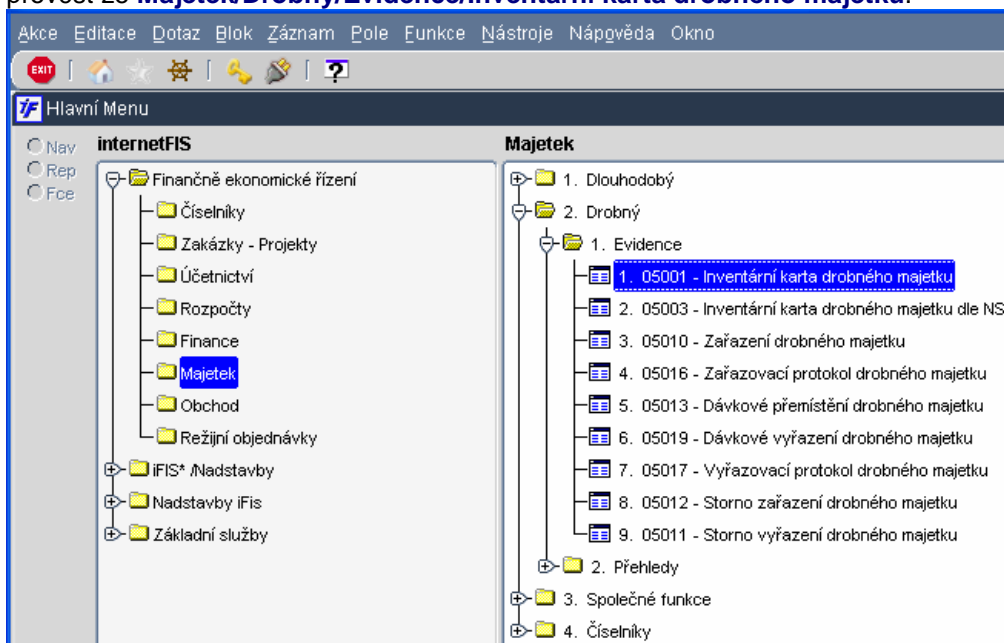 provést ze Majetek/Drobný/Evidence/Inventární karta drobného majetku.
Akce Editace Dotaz Blok Záznam Pole Funkce Nástroje Nápověda Okno
EXIT ?
iF Hlavní Menu
Nav
Rep
Fce
internetFIS
Finančně ekonomické řízení
Číselníky
Zakázky - Projekty
Účetnictví
Rozpočty
Finance
Majetek
Obchod
Režijní objednávky
iFIS* /Nadstavby
Nadstavby iFis
Základní služby
Majetek
1. Dlouhodobý
2. Drobný
1. Evidence
1. 05001 - Inventární karta drobného majetku
2. 05003 - Inventární karta drobného majetku dle NS
3. 05010 - Zařazení drobného majetku
4. 05016 - Zařazovací protokol drobného majetku
5. 05013 - Dávkové přemístění drobného majetku
6. 05019 - Dávkové vyřazení drobného majetku
7. 05017 - Vyřazovací protokol drobného majetku
8. 05012 - Storno zařazení drobného majetku
9. 05011 - Storno vyřazení drobného majetku
2. Přehledy
3. Společné funkce
4. Číselníky